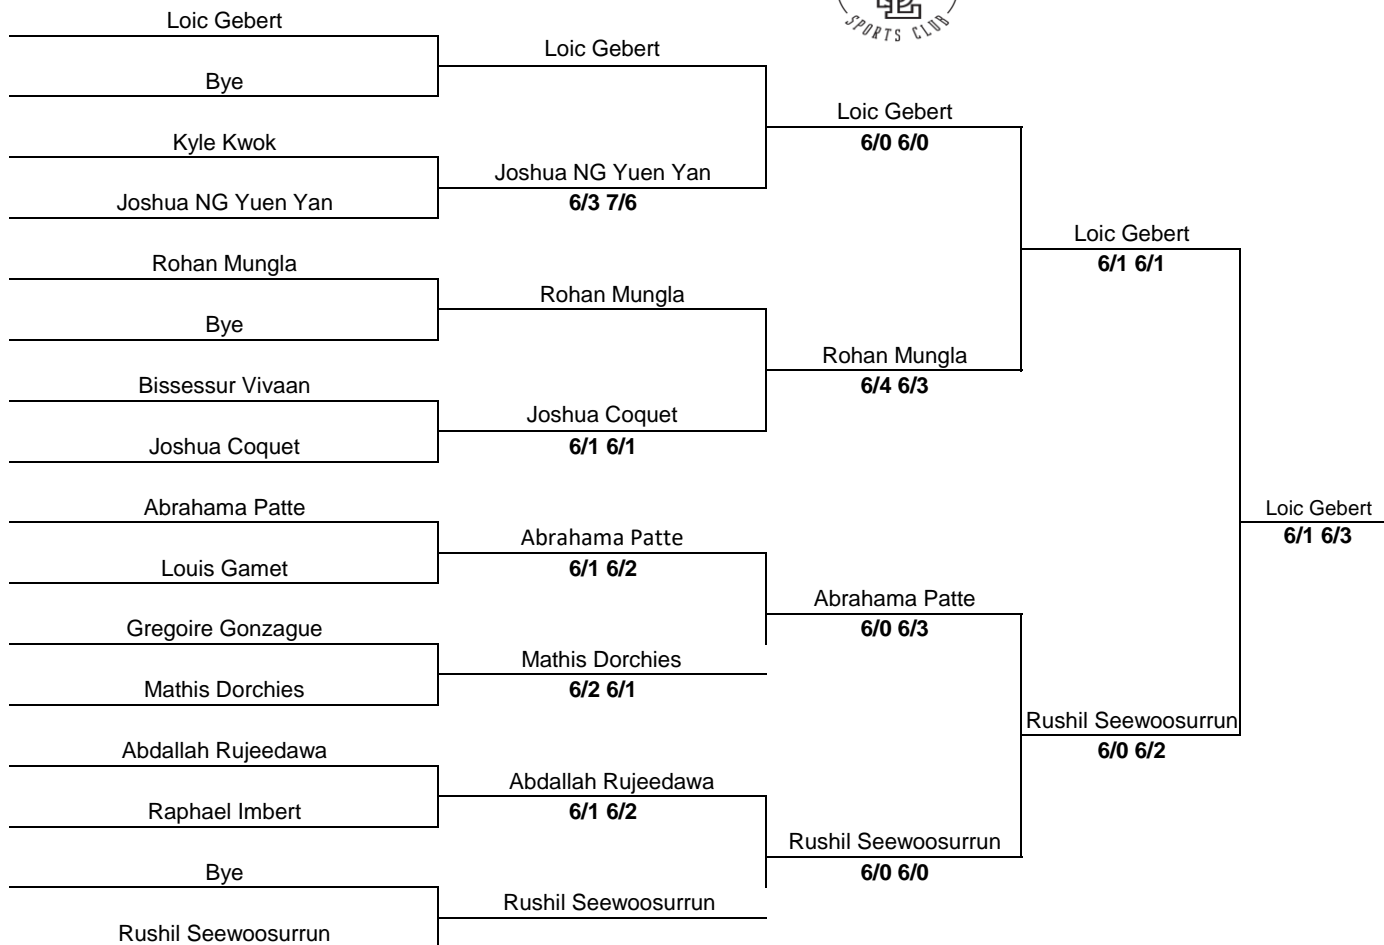 SPORTS CLUB
Loic Gebert
Bye
Kyle Kwok
Joshua NG Yuen Yan
Rohan Mungla
Bye
Bissessur Vivaan
Joshua Coquet
Abrahama Patte
Louis Gamet
Gregoire Gonzague
Mathis Dorchies
Abdallah Rujeedawa
Raphael Imbert
Bye
Rushil Seewoosurrun
Loic Gebert
Joshua NG Yuen Yan
6/3 7/6
Rohan Mungla
Joshua Coquet
6/1 6/1
Abrahama Patte
6/1 6/2
Mathis Dorchies
6/2 6/1
Abdallah Rujeedawa
6/1 6/2
Rushil Seewoosurrun
Loic Gebert
6/0 6/0
Rohan Mungla
6/4 6/3
Abrahama Patte
6/0 6/3
Rushil Seewoosurrun
6/0 6/0
Loic Gebert
6/1 6/1
Rushil Seewoosurrun
6/0 6/2
Loic Gebert
6/1 6/3